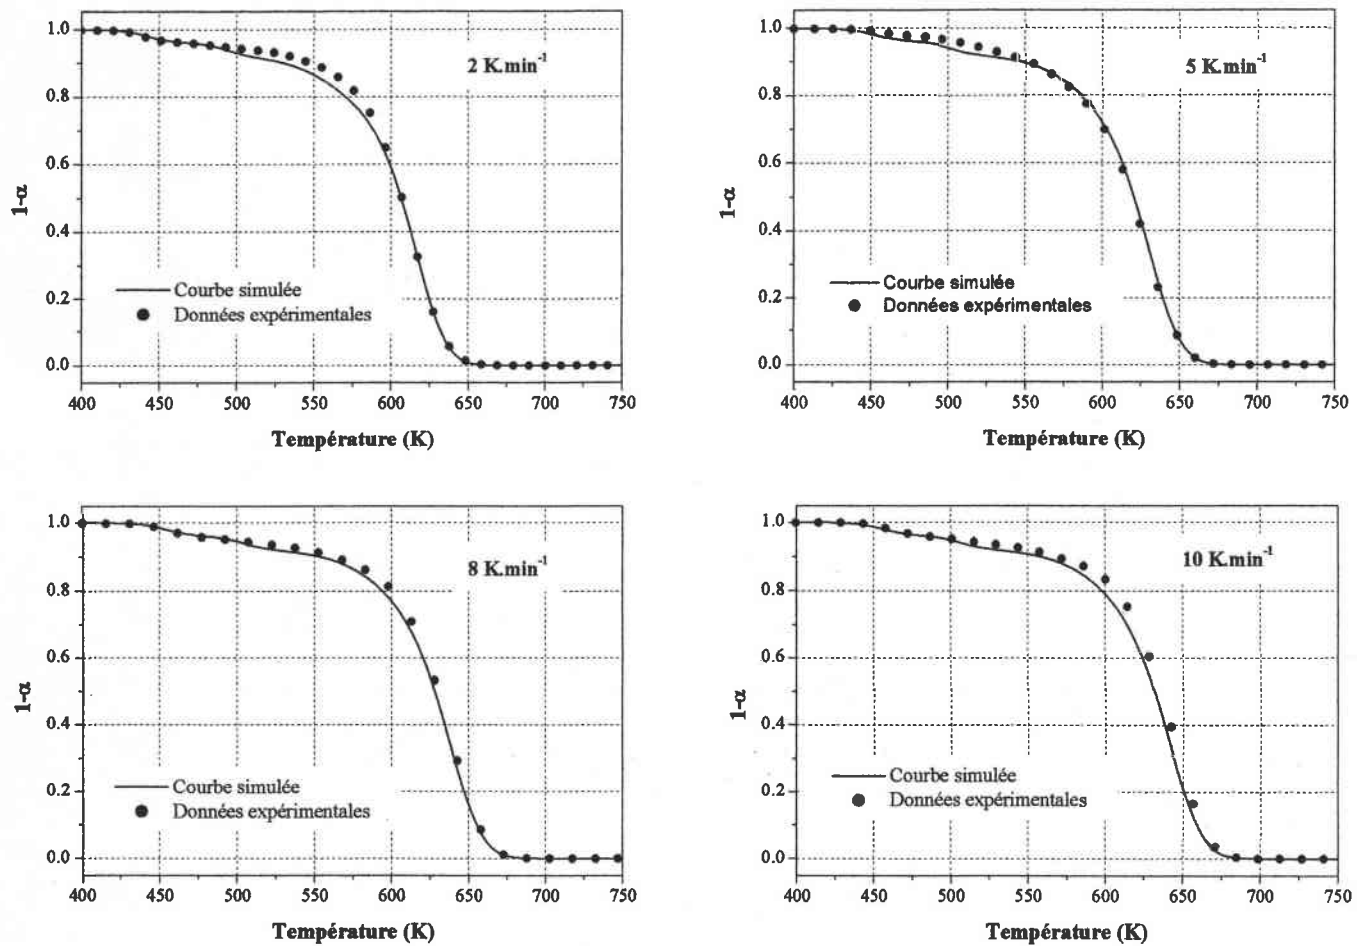 2 K.min-1
1.0
0.8
0.6
0.4
0.2
0.0
1-α
Courbe simulée
Données expérimentales
400 450 500 550 600 650 700 750
Température (K)
5 K.min-1
1.0
0.8
0.6
0.4
0.2
0.0
1-α
Courbe simulée
Données expérimentales
400 450 500 550 600 650 700 750
Température (K)
8 K.min-1
1.0
0.8
0.6
0.4
0.2
0.0
1-α
Courbe simulée
Données expérimentales
400 450 500 550 600 650 700 750
Température (K)
10 K.min-1
1.0
0.8
0.6
0.4
0.2
0.0
1-α
Courbe simulée
Données expérimentales
400 450 500 550 600 650 700 750
Température (K)